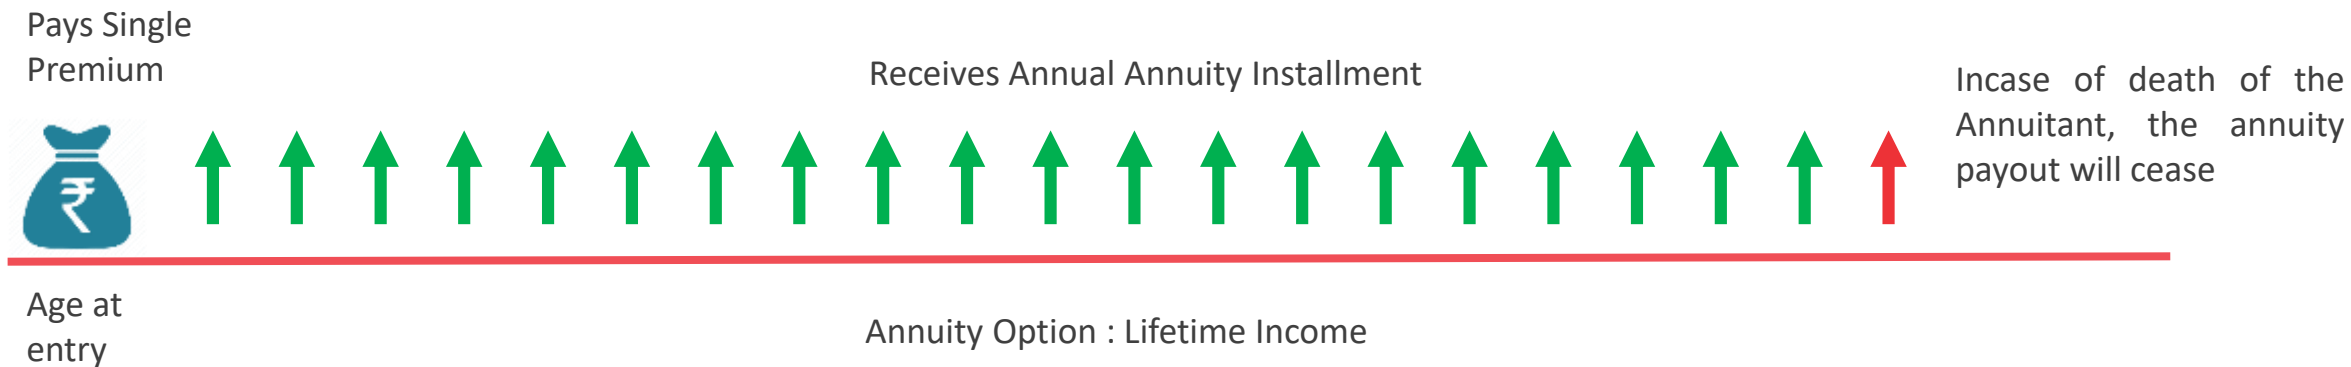 Pays Single
Premium
Receives Annual Annuity Installment
Incase of death of the
Annuitant, the annuity
payout will cease
₹
Age at
entry
Annuity Option : Lifetime Income